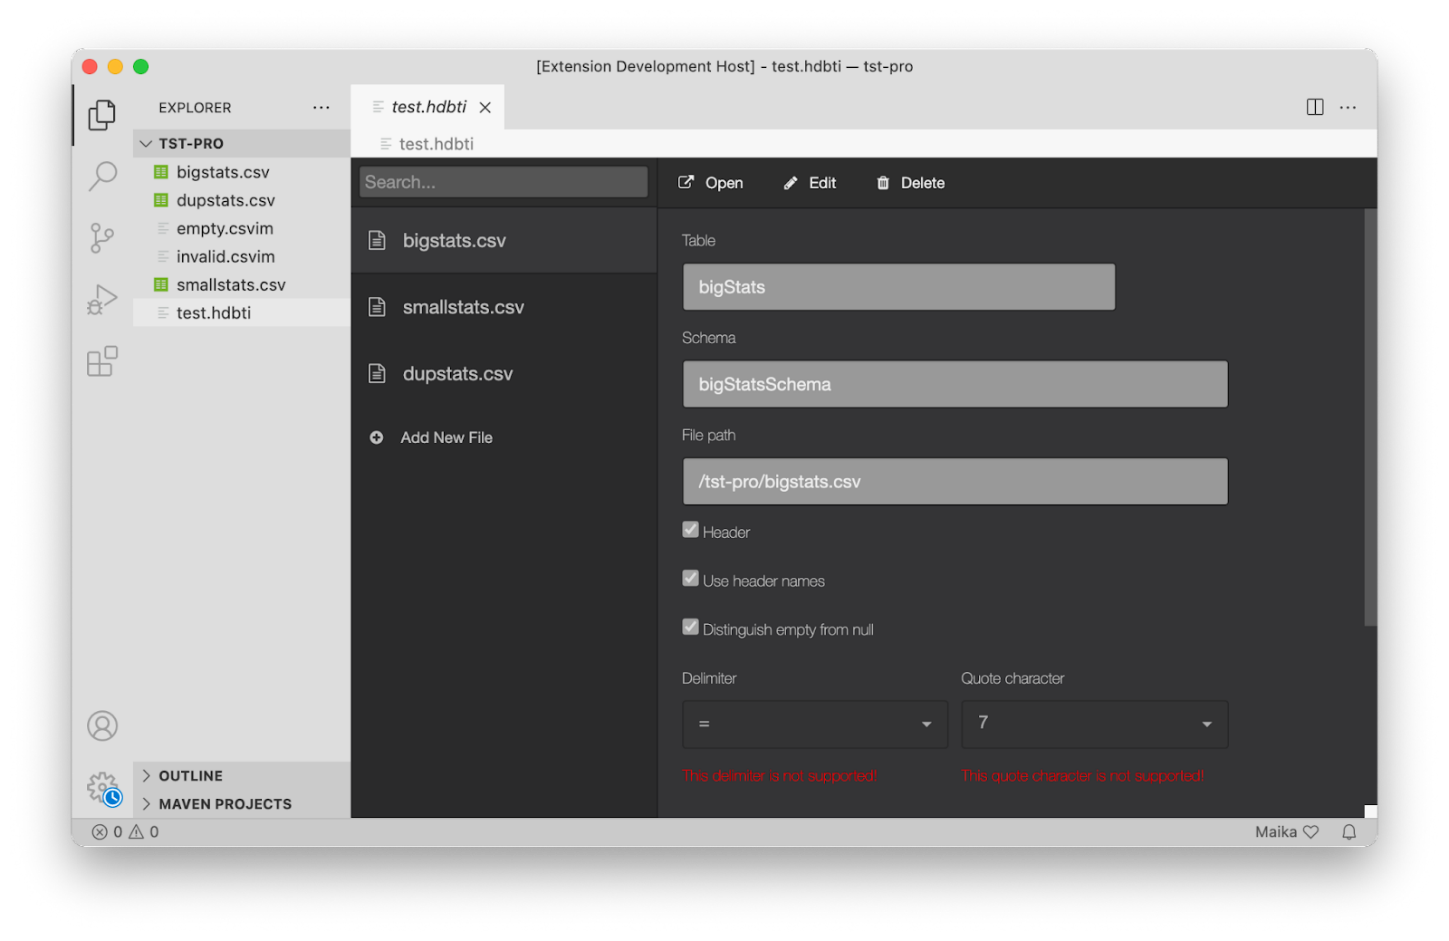 [Extension Development Host] - test.hdbti — tst-pro
EXPLORER
TST-PRO
bigstats.csv
dupstats.csv
empty.csvim
invalid.csvim
smallstats.csv
test.hdbti
OUTLINE
MAVEN PROJECTS
test.hdbti
test.hdbti
Search...
bigstats.csv
smallstats.csv
dupstats.csv
Add New File
Open Edit Delete
Table
bigStats
Schema
bigStatsSchema
File path
/tst-pro/bigstats.csv
Header
Use header names
Distinguish empty from null
Delimiter Quote character
= 7
This delimiter is not supported! This quote character is not supported!
0 0 Maika